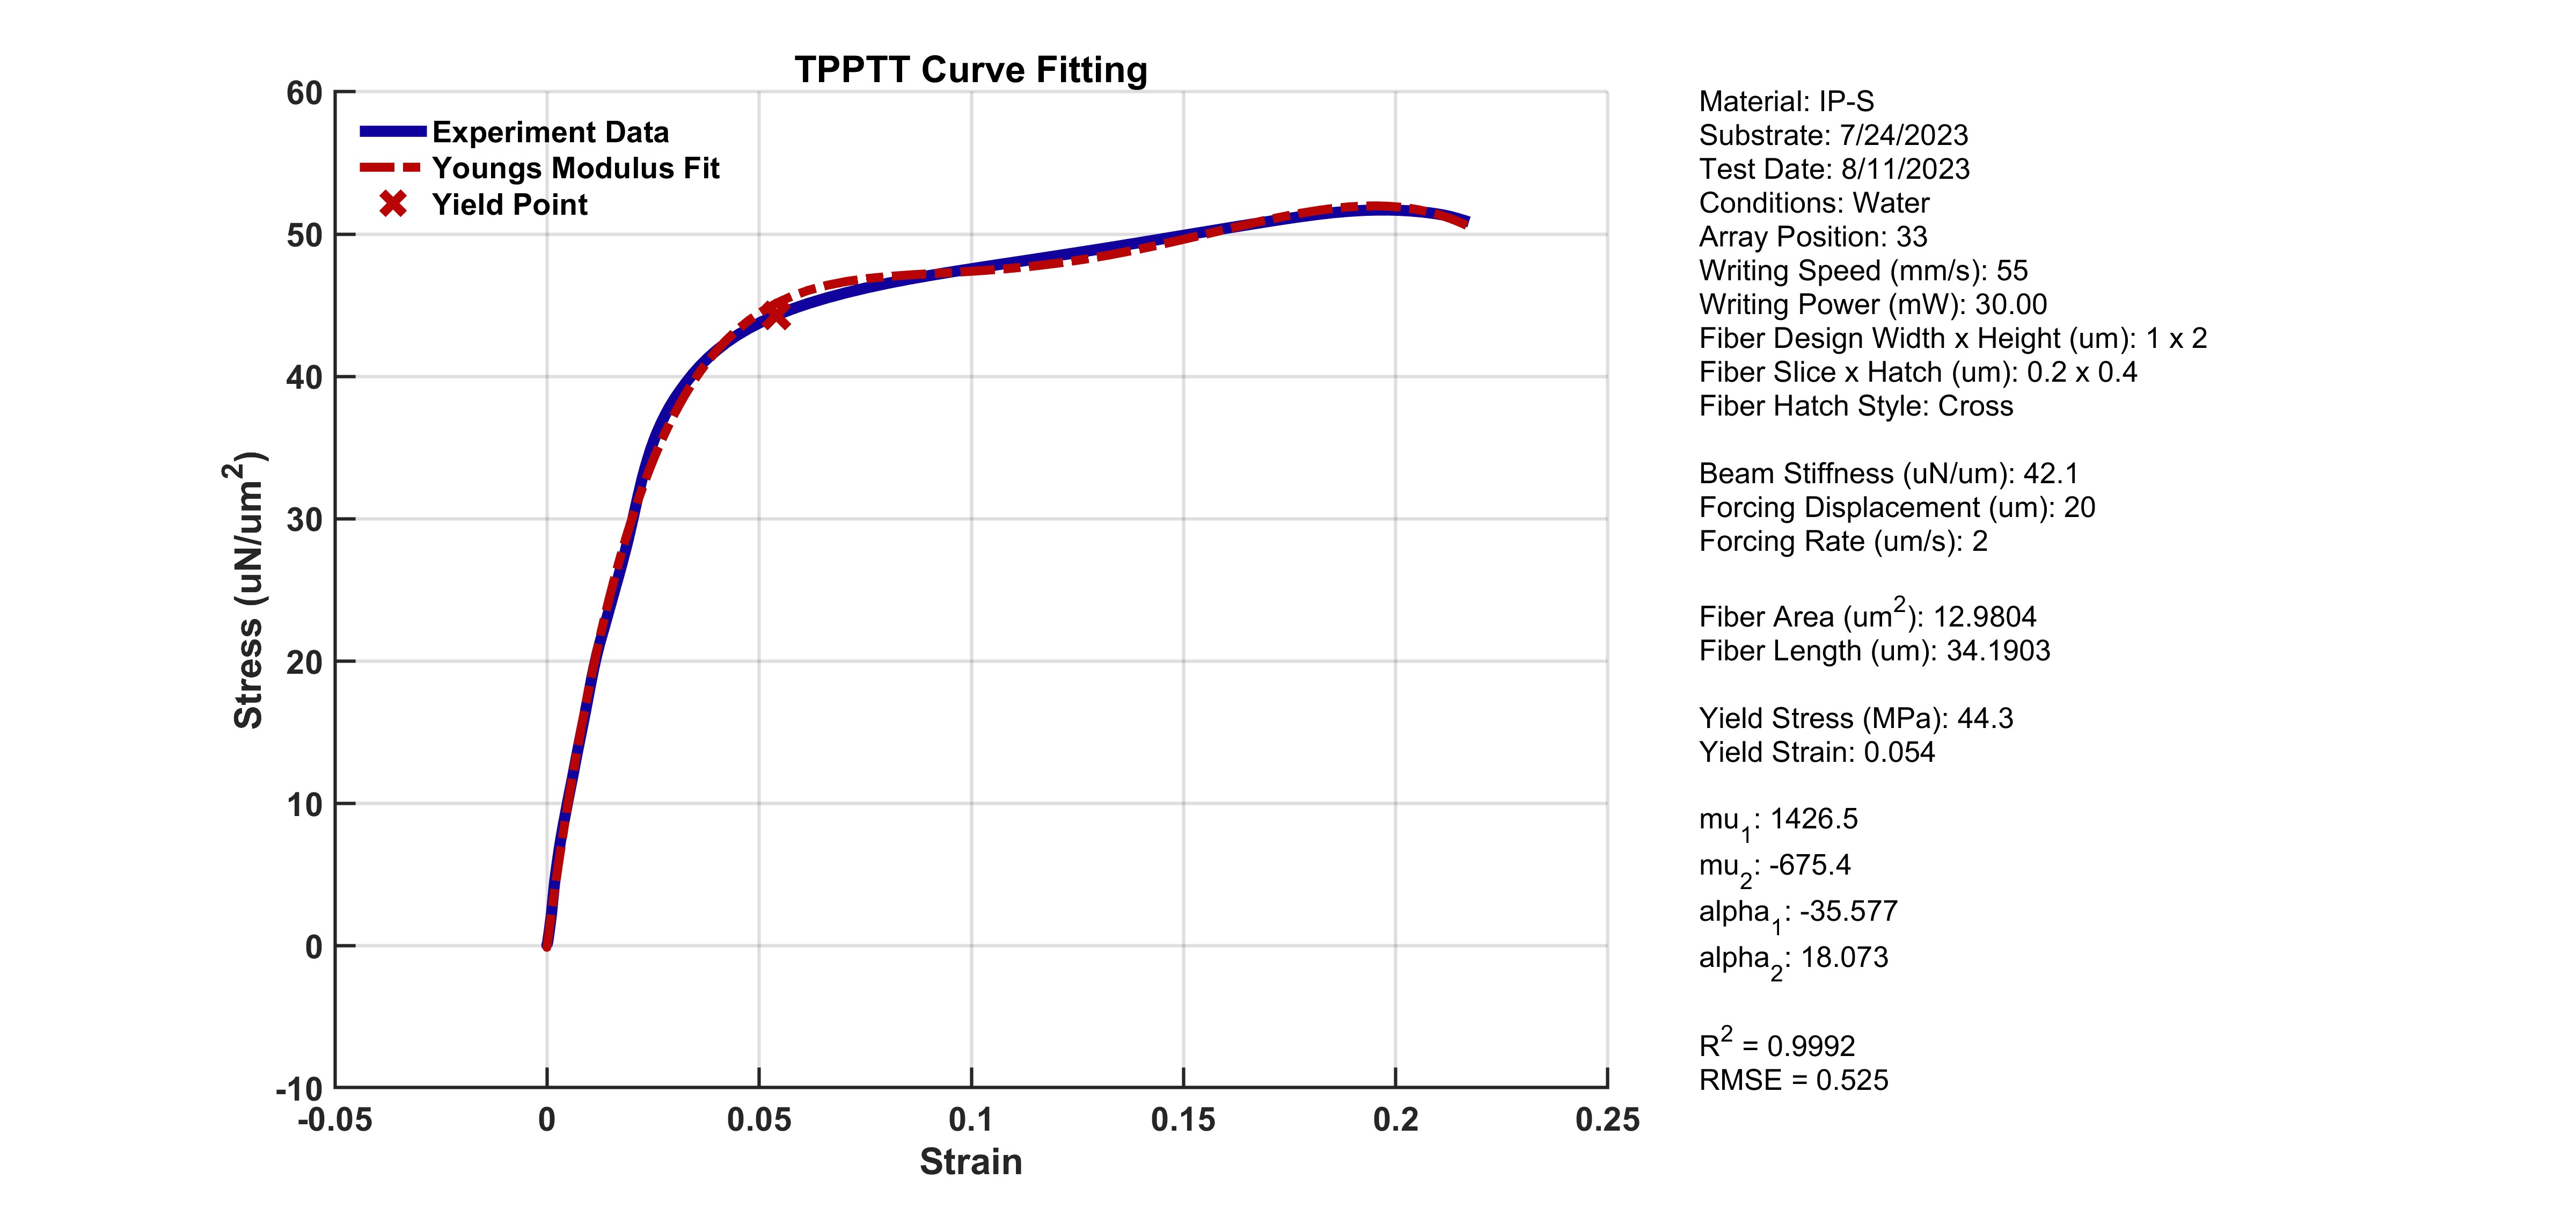 TPPTT Curve Fitting
60
50
40
30
20
10
0
-10
Stress (uN/um²)
Experiment Data
Youngs Modulus Fit
Yield Point
-0.05 0 0.05 0.1 0.15 0.2 0.25
Strain
Material: IP-S
Substrate: 7/24/2023
Test Date: 8/11/2023
Conditions: Water
Array Position: 33
Writing Speed (mm/s): 55
Writing Power (mW): 30.00
Fiber Design Width x Height (um): 1 x 2
Fiber Slice x Hatch (um): 0.2 x 0.4
Fiber Hatch Style: Cross
Beam Stiffness (uN/um): 42.1
Forcing Displacement (um): 20
Forcing Rate (um/s): 2
Fiber Area (um²): 12.9804
Fiber Length (um): 34.1903
Yield Stress (MPa): 44.3
Yield Strain: 0.054
mu₁: 1426.5
mu₂: -675.4
alpha₁: -35.577
alpha₂: 18.073
R² = 0.9992
RMSE = 0.525